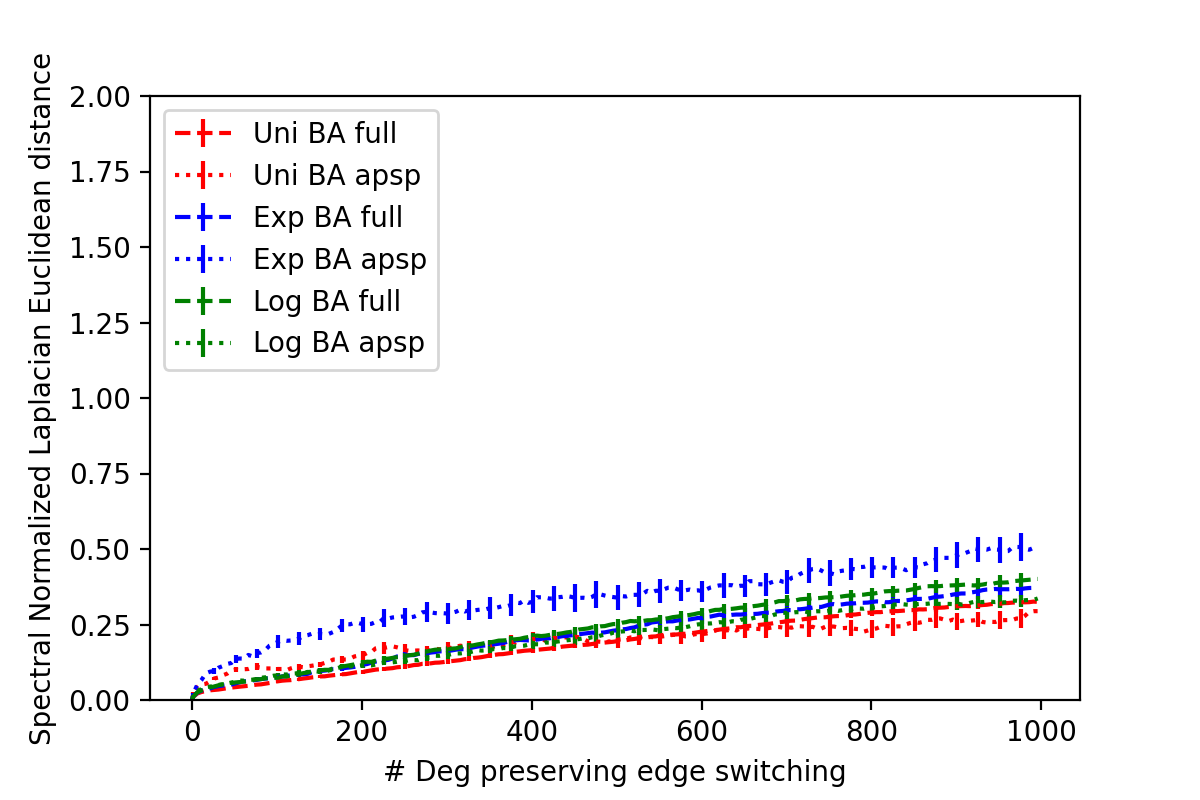 Spectral Normalized Laplacian Euclidean distance
2.00
1.75
1.50
1.25
1.00
0.75
0.50
0.25
0.00
Uni BA full
Uni BA apsp
Exp BA full
Exp BA apsp
Log BA full
Log BA apsp
0
200
400
600
800
1000
# Deg preserving edge switching